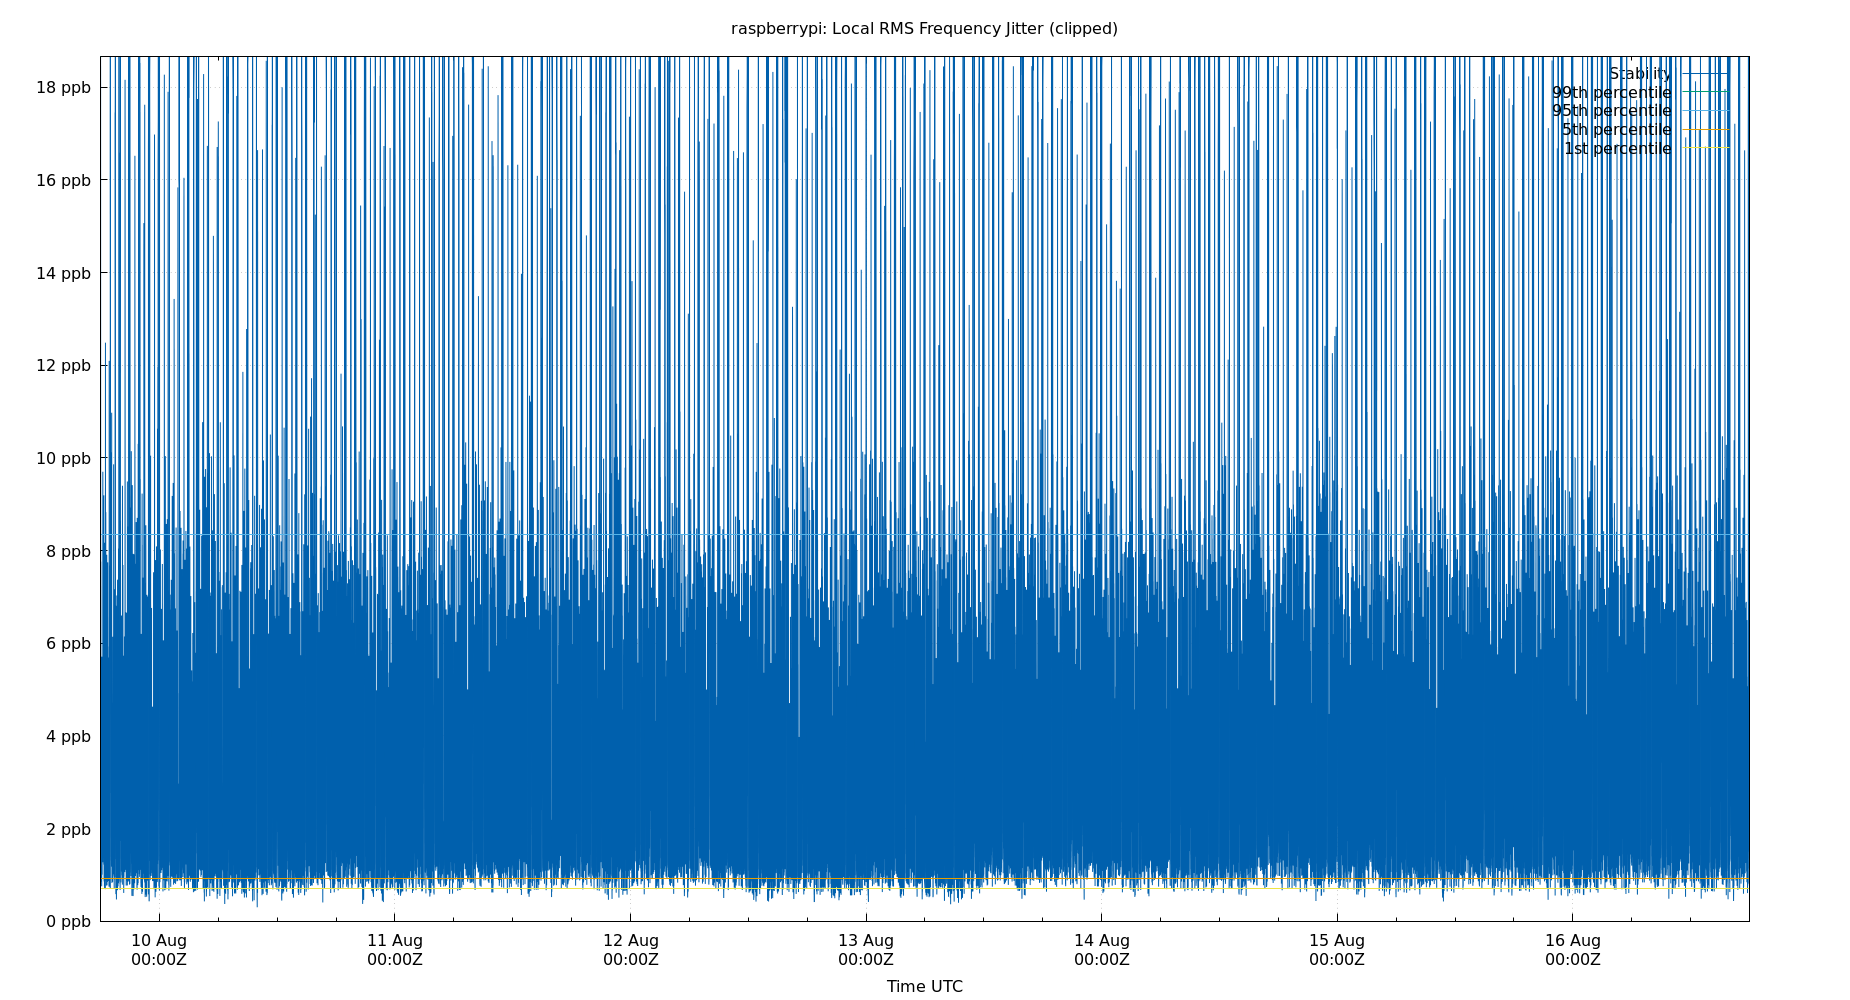 raspberrypi: Local RMS Frequency Jitter (clipped)
18 ppb
16 ppb
14 ppb
12 ppb
10 ppb
8 ppb
6 ppb
4 ppb
2 ppb
0 ppb
Stability
99th percentile
95th percentile
5th percentile
1st percentile
10 Aug 11 Aug 12 Aug 13 Aug 14 Aug 15 Aug 16 Aug
00:00Z 00:00Z 00:00Z 00:00Z 00:00Z 00:00Z 00:00Z
Time UTC